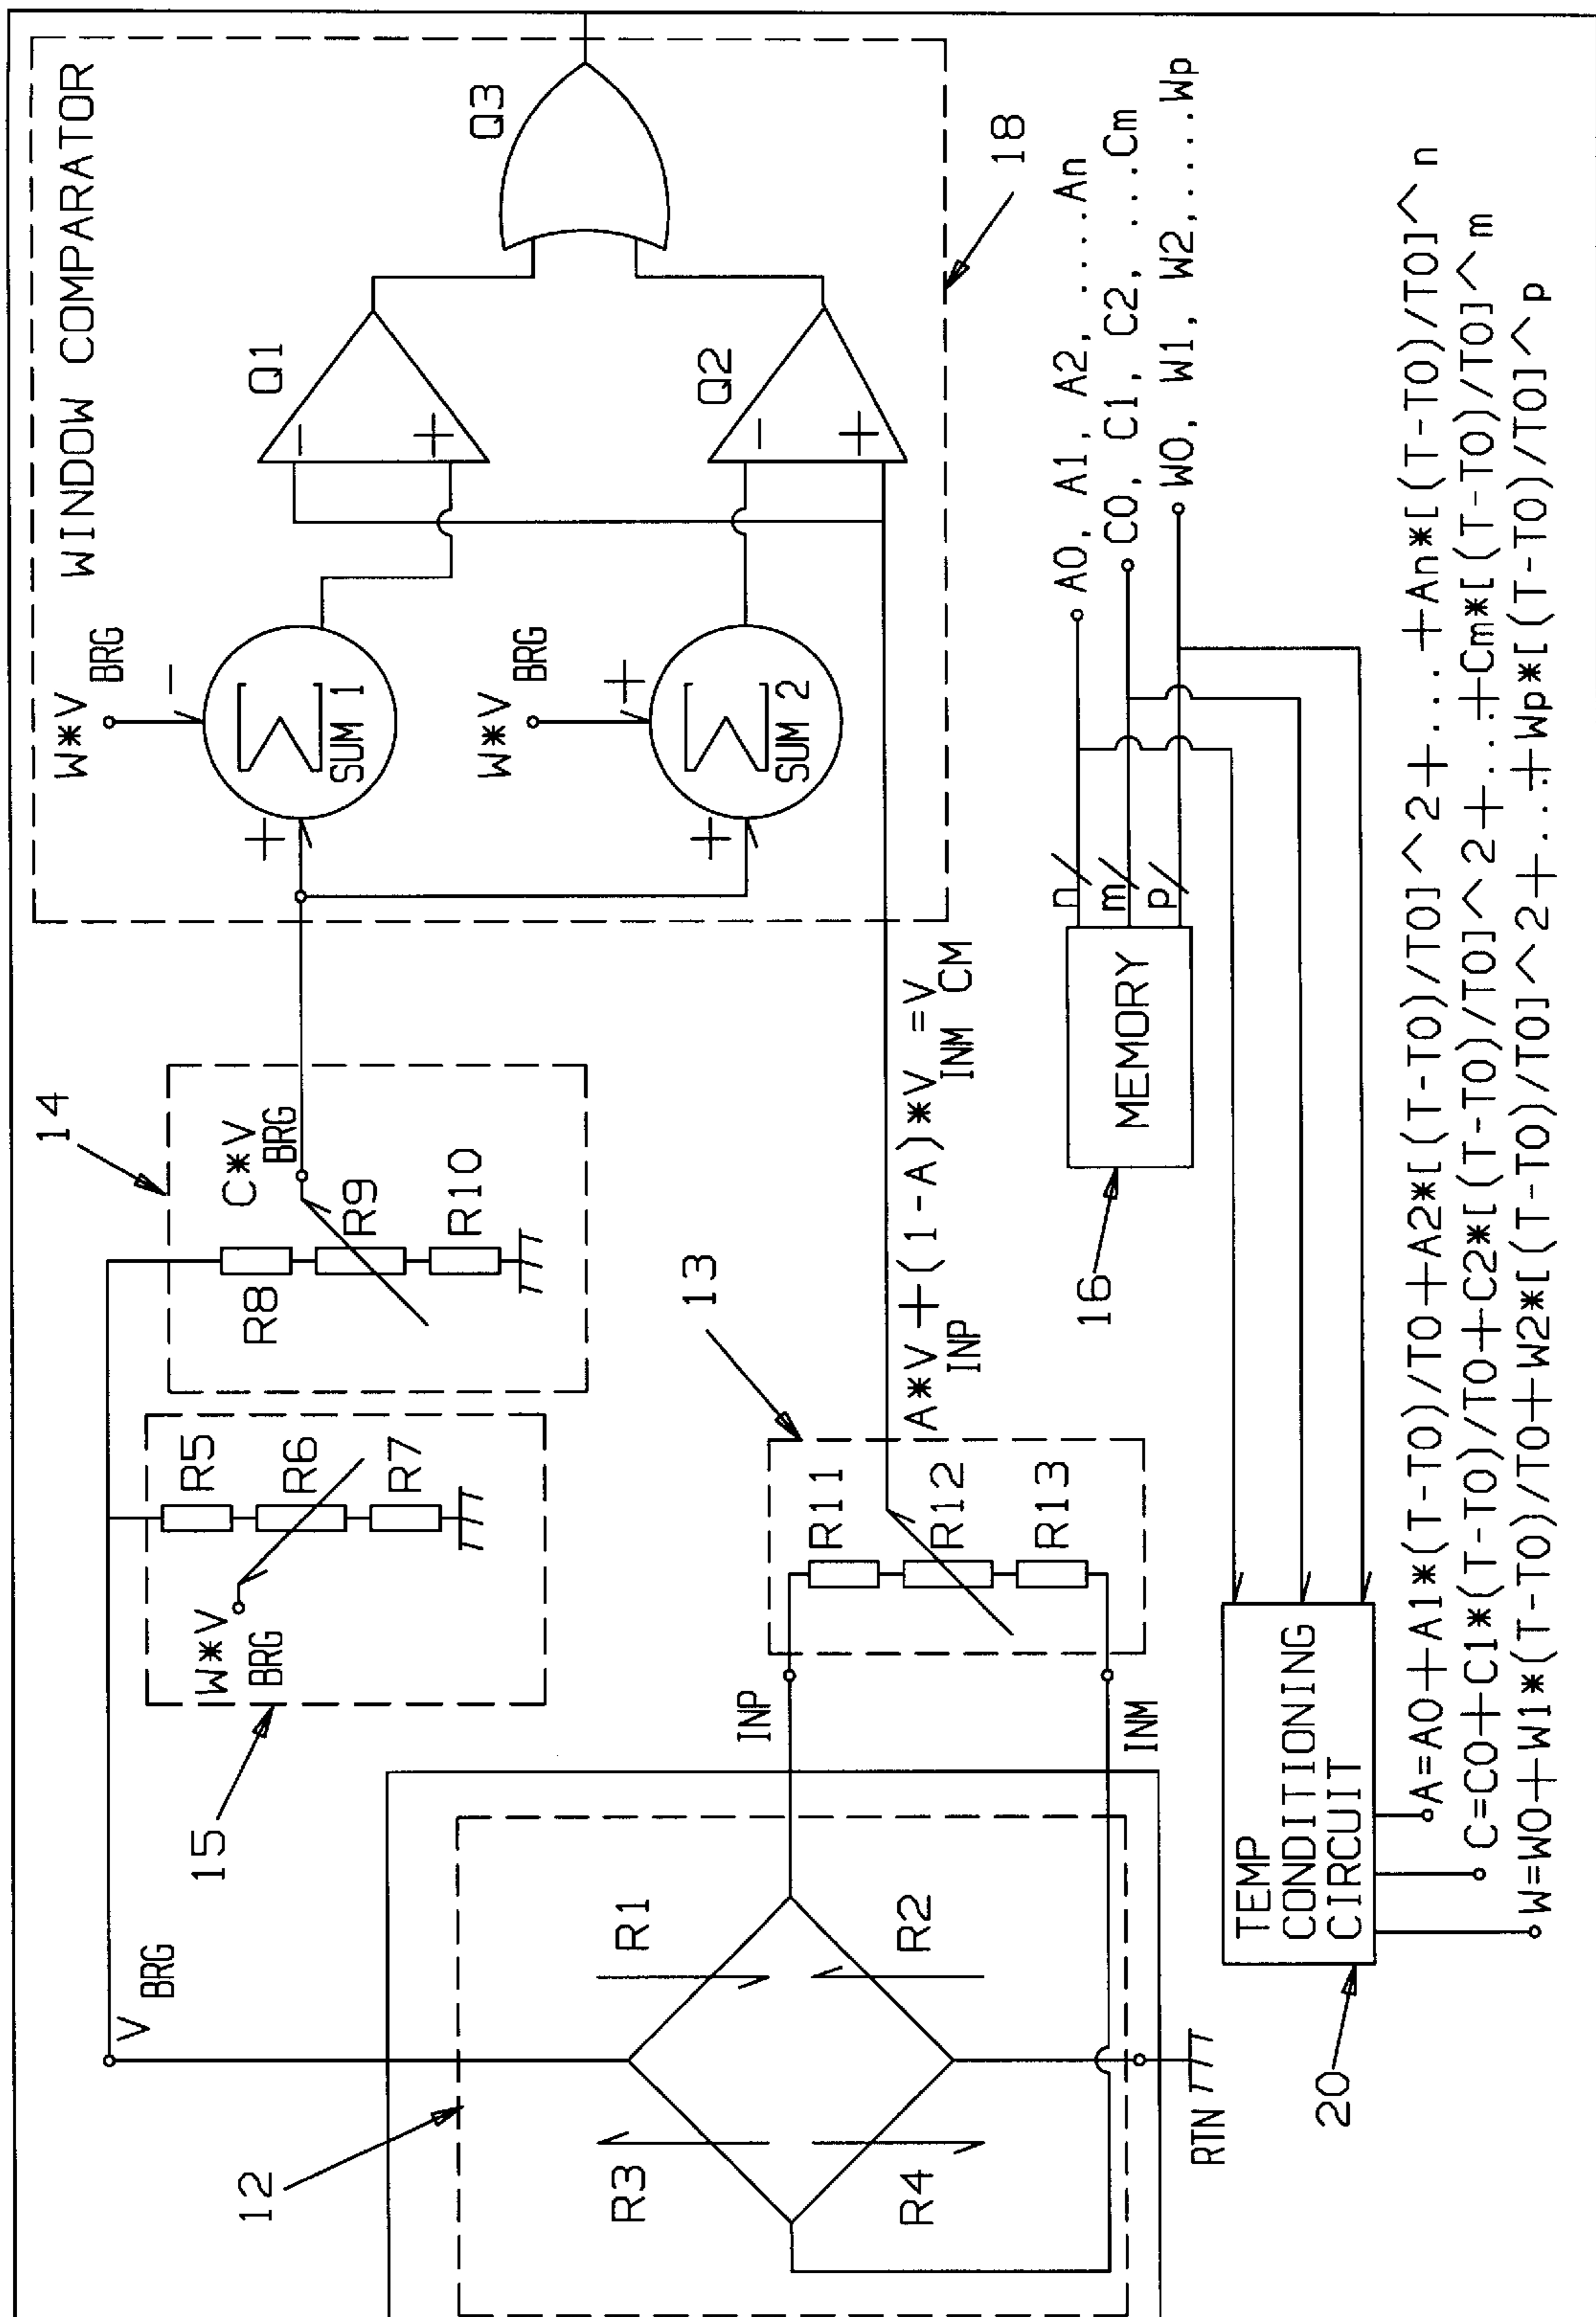 WINDOW COMPARATOR
Q3
Q1
Q2
18
W*V BRG
-
+
Σ
SUM 1
W*V BRG
+
+
Σ
SUM 2
-
+
-
+
14
C*V BRG
R8
R9
R10
15
W*V BRG
R5
R6
R7
V BRG
12
R1
R2
R3
R4
RTN
INP
INM
13
R11
R12
R13
A*V INP +(1-A)*V INM =V CM
16
MEMORY
n
m
p
A0, A1, A2, ....An
C0, C1, C2, ...Cm
W0, W1, W2,....Wp
20
TEMP
CONDITIONING
CIRCUIT
A=A0+A1*(T-T0)/T0+A2*[(T-T0)/T0]^2+....+An*[(T-T0)/T0]^n
C=C0+C1*(T-T0)/T0+C2*[(T-T0)/T0]^2+...+Cm*[(T-T0)/T0]^m
W=W0+W1*(T-T0)/T0+W2*[(T-T0)/T0]^2+...+Wp*[(T-T0)/T0]^p